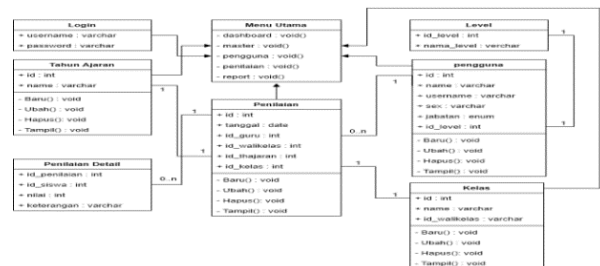 Login
+ username : varchar
+ password : varchar
Menu Utama
- dashboard : void()
- master : void()
- pengguna : void()
- penilaian : void()
- report : void()
Level
+ id_level : int
+ nama_level : verchar
Tahun Ajaran
+ id : int
+ name : varchar
- Baru() : void
- Ubah() : void
- Hapus() : void
- Tampil() : void
pengguna
+ id : int
+ name : varchar
+ username : varchar
+ sex : varchar
+ jabatan : enum
+ id_level : int
- Baru() : void
- Ubah() : void
- Hapus(): void
- Tampil() : void
Penilaian
+ id : int
+ tanggal : date
+ id_guru : int
+ id_walikelas : int
+ id_thajaran : int
+ id_kelas : int
- Baru() : void
- Ubah() : void
- Hapus(): void
- Tampil() : void
Penilaian Detail
+ id_penilaian : int
+ id_siswa : int
+ nilai : int
+ keterangan : varchar
Kelas
+ id : int
+ name : varchar
+ id_walikelas : varchar
- Baru() : void
- Ubah() : void
- Hapus(): void
- Tampil() : void
1
1
1
1
1
1
0..n
0..n
1
1